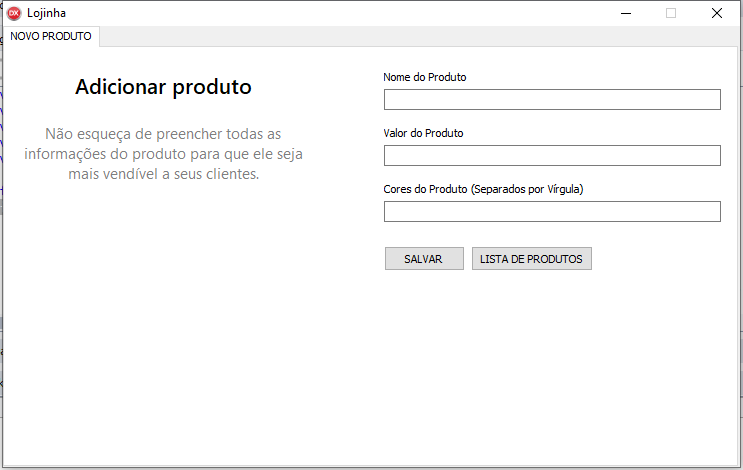 DX Lojinha
NOVO PRODUTO
Adicionar produto
Não esqueça de preencher todas as
informações do produto para que ele seja
mais vendível a seus clientes.
Nome do Produto
Valor do Produto
Cores do Produto (Separados por Vírgula)
SALVAR
LISTA DE PRODUTOS